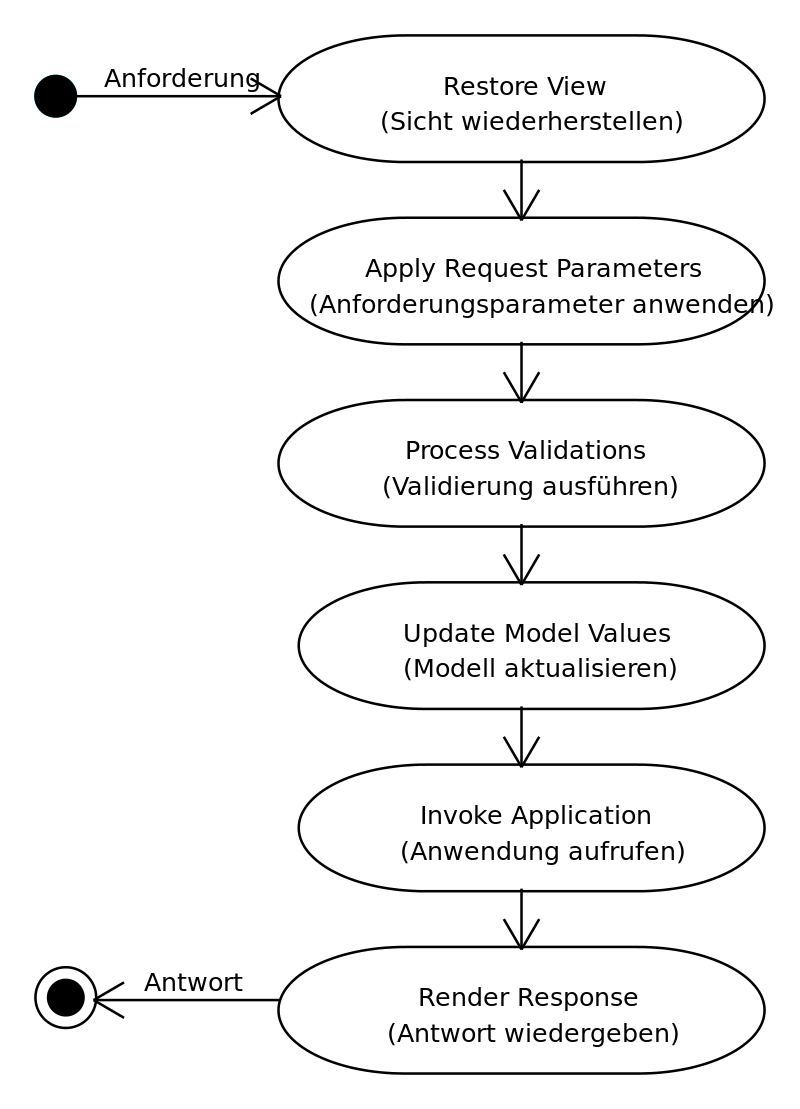 Anforderung
Restore View
(Sicht wiederherstellen)
Apply Request Parameters
(Anforderungsparameter anwenden)
Process Validations
(Validierung ausführen)
Update Model Values
(Modell aktualisieren)
Invoke Application
(Anwendung aufrufen)
Antwort
Render Response
(Antwort wiedergeben)